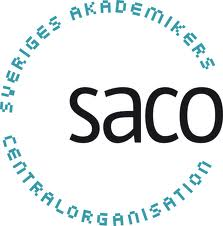 SVERIGES AKADEMIKERS
saco
CENTRALORGANISATION